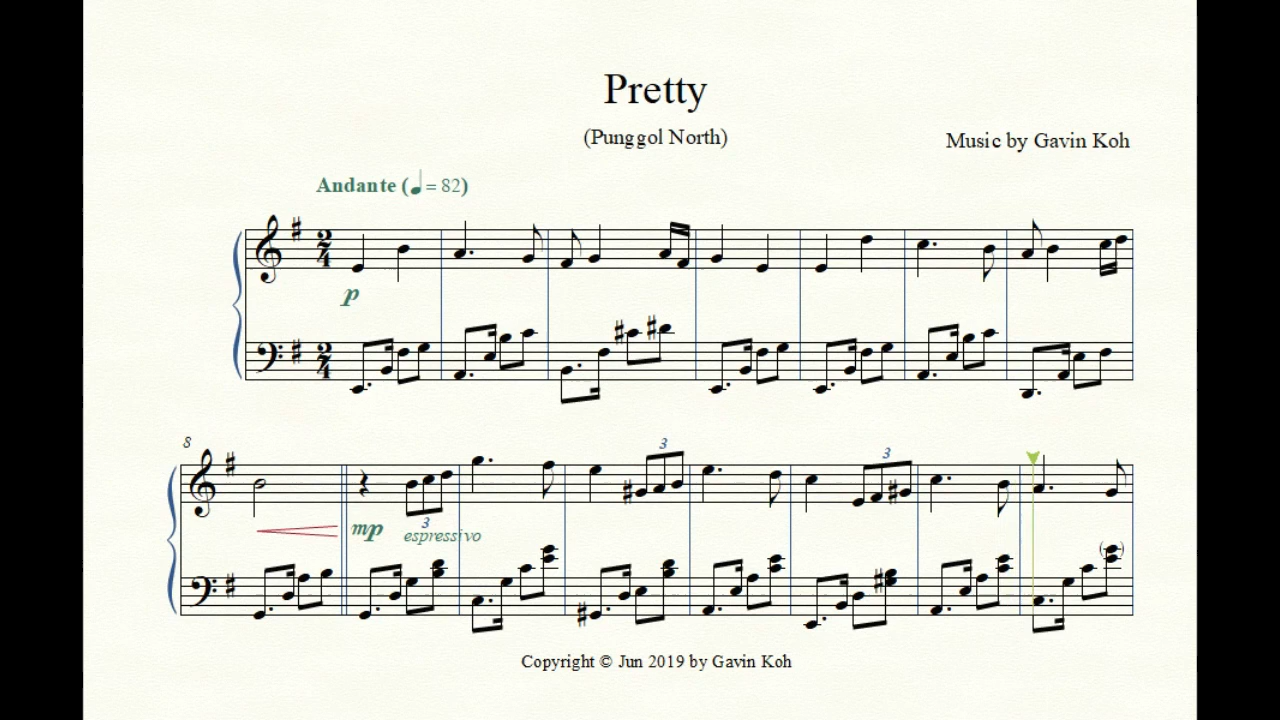 Pretty
(Punggol North)
Music by Gavin Koh
Andante (♩ = 82)
2
4
p
2
4
8
3
3
mp
3
espressivo
Copyright © Jun 2019 by Gavin Koh